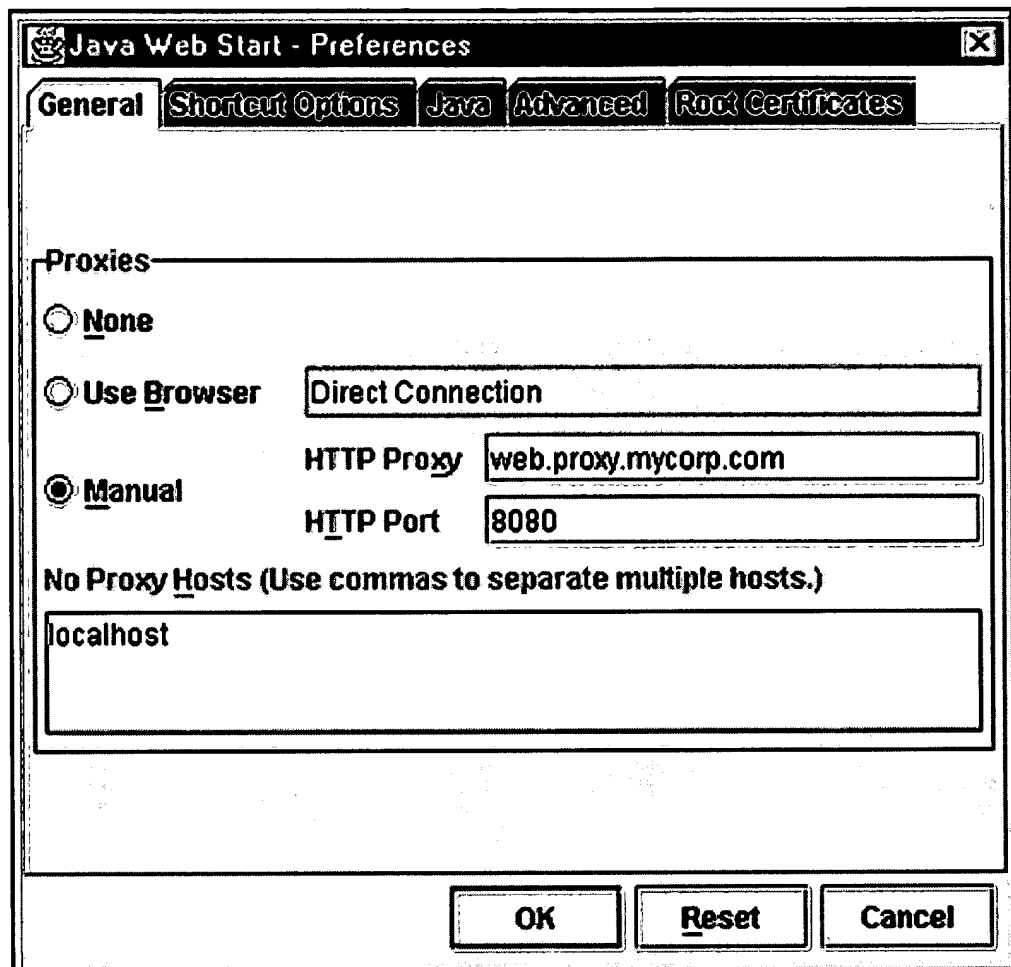 Java Web Start - Preferences
General Shortcut Options Java Advanced Root Certificates
Proxies
None
Use Browser Direct Connection
HTTP Proxy web.proxy.mycorp.com
Manual
HTTP Port 8080
No Proxy Hosts (Use commas to separate multiple hosts.)
localhost
OK Reset Cancel